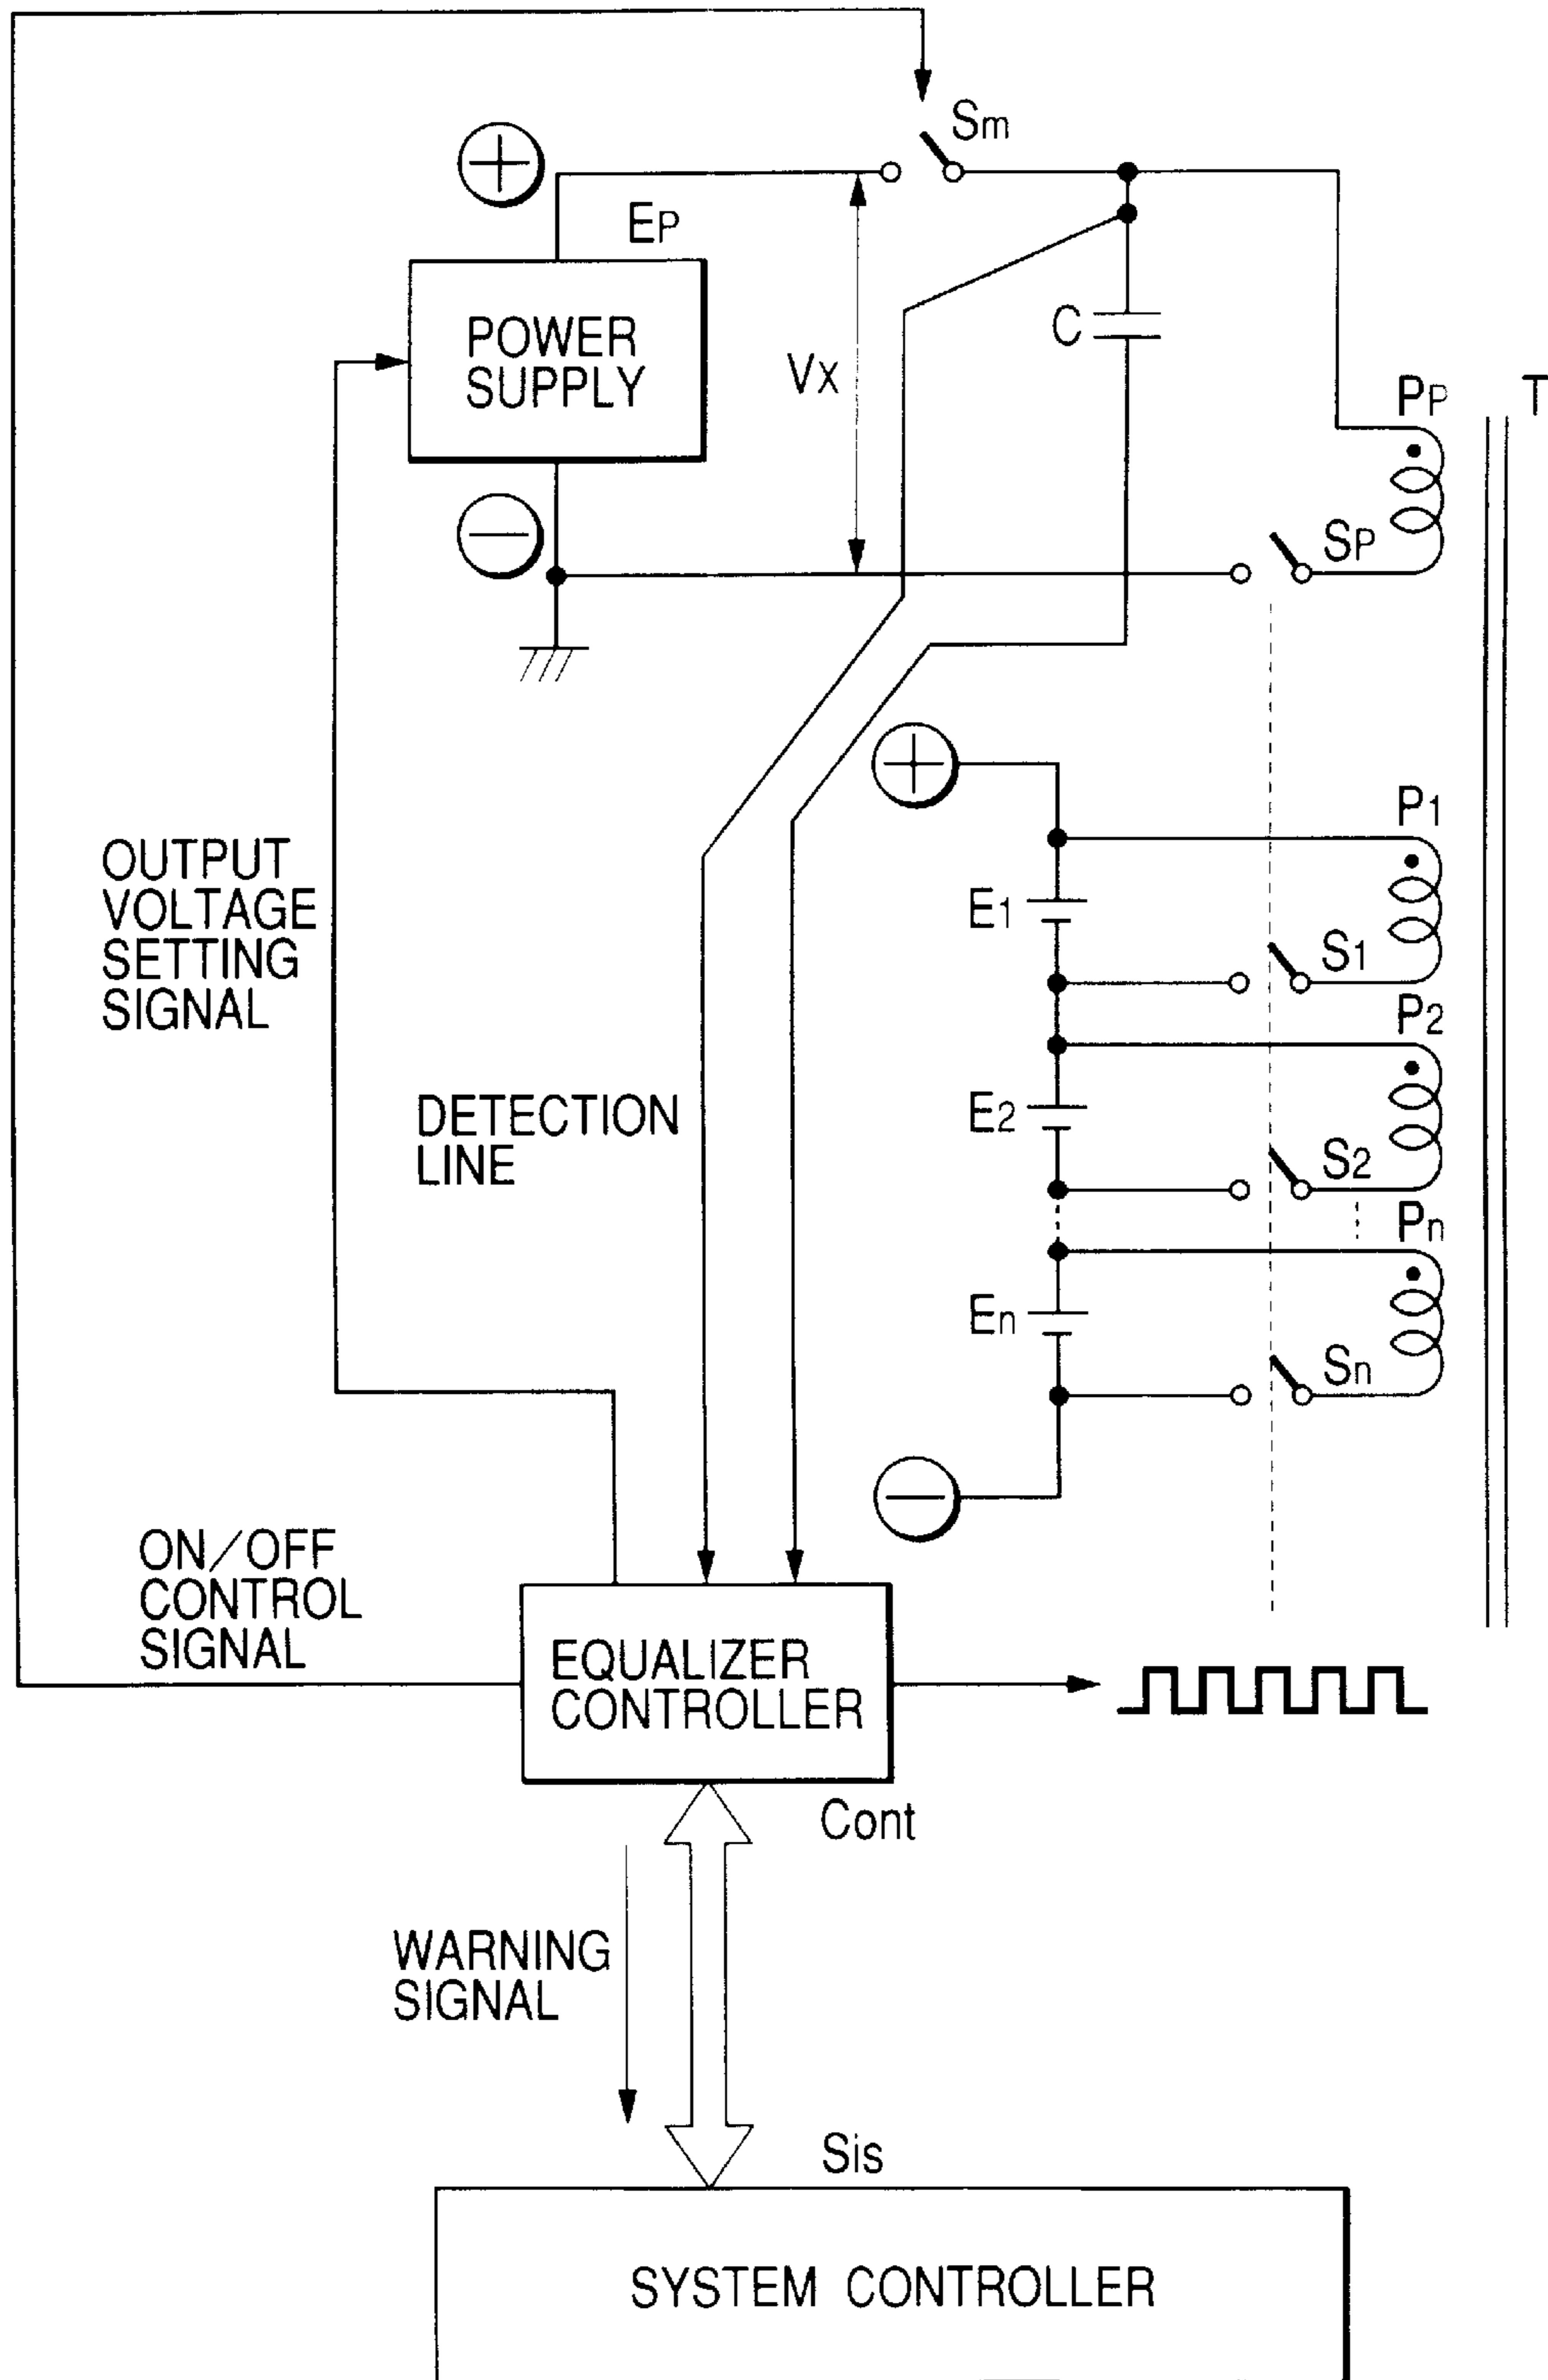 Sm
EP
POWER
SUPPLY
VX
C
PP
T
SP
P1
OUTPUT
VOLTAGE
SETTING
SIGNAL
E1
S1
P2
DETECTION
LINE
E2
S2
Pn
En
Sn
ON/OFF
CONTROL
SIGNAL
EQUALIZER
CONTROLLER
Cont
WARNING
SIGNAL
Sis
SYSTEM CONTROLLER